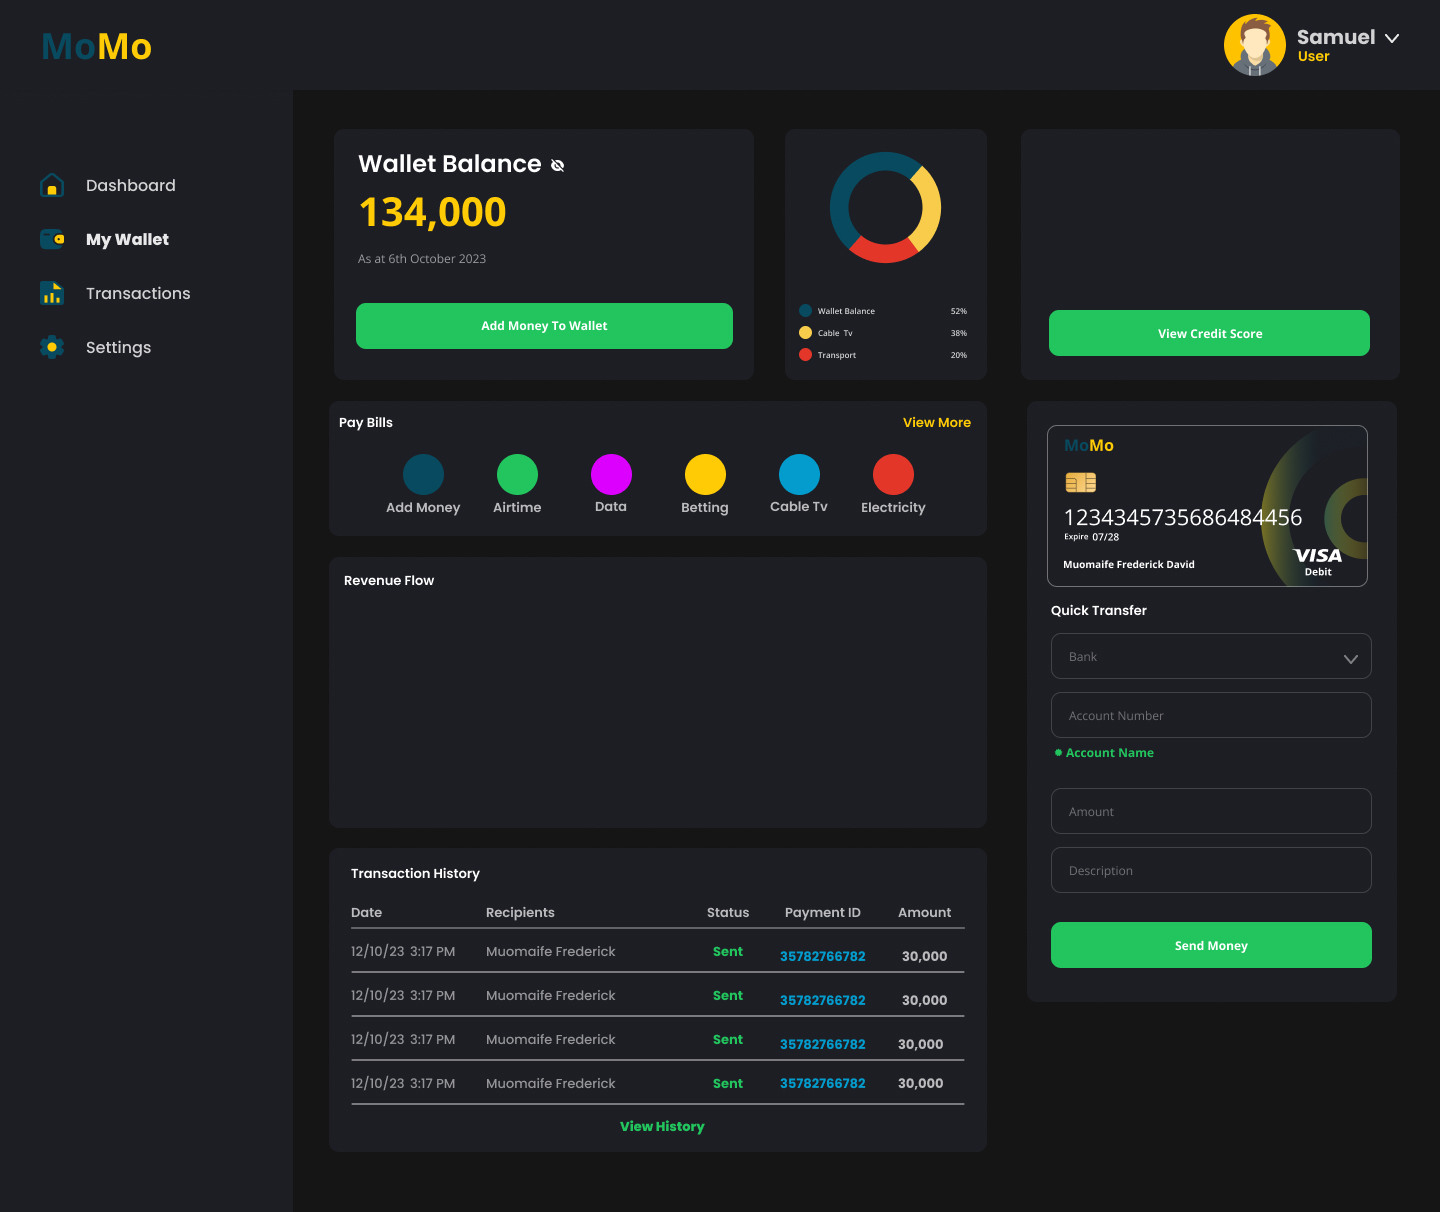 MoMo
Samuel
User
Dashboard
My Wallet
Transactions
Settings
Wallet Balance
134,000
As at 6th October 2023
Add Money To Wallet
Wallet Balance 52%
Cable Tv 38%
Transport 20%
View Credit Score
Pay Bills View More
Add Money Airtime Data Betting Cable Tv Electricity
Revenue Flow
MoMo
1234345735686484456
Expire 07/28
VISA
Muomaife Frederick David
Debit
Quick Transfer
Bank
Account Number
Account Name
Amount
Description
Send Money
Transaction History
Date Recipients Status Payment ID Amount
12/10/23 3:17 PM Muomaife Frederick Sent 35782766782 30,000
12/10/23 3:17 PM Muomaife Frederick Sent 35782766782 30,000
12/10/23 3:17 PM Muomaife Frederick Sent 35782766782 30,000
12/10/23 3:17 PM Muomaife Frederick Sent 35782766782 30,000
View History